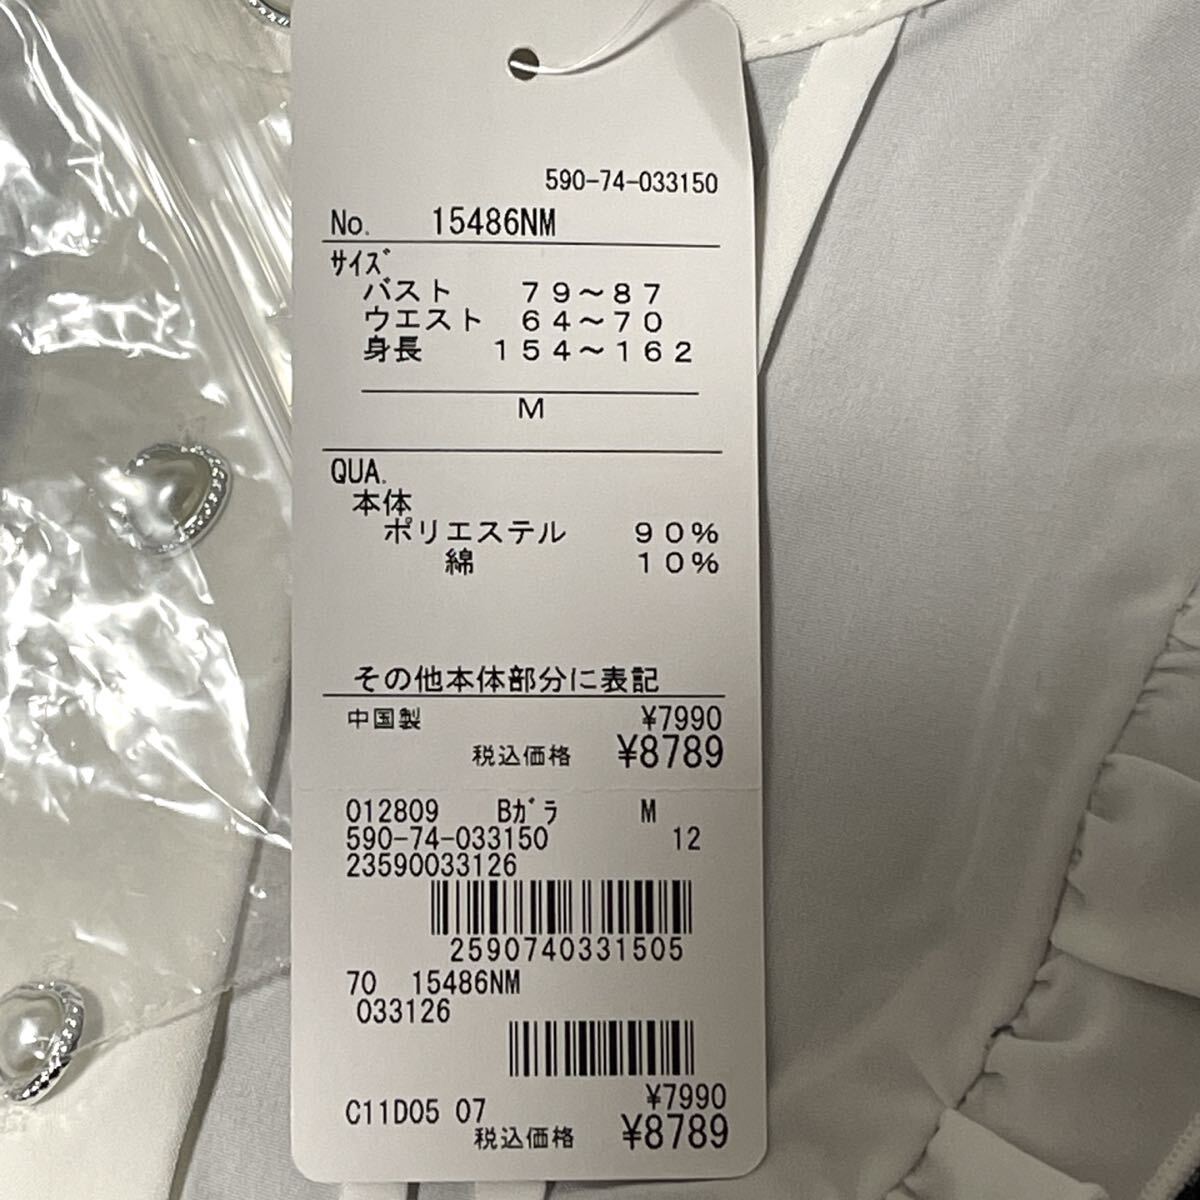 590-74-033150
No. 15486NM
ｻｲｽﾞ
バスト 79～87
ウエスト 64～70
身長 154～162
M
QUA.
本体
ポリエステル 90%
綿 10%
その他本体部分に表記
中国製 ¥7990
税込価格 ¥8789
012809 Bｶﾞﾗ M
590-74-033150 12
23590033126
2590740331505
70 15486NM
033126
¥7990
C11D05 07
税込価格 ¥8789